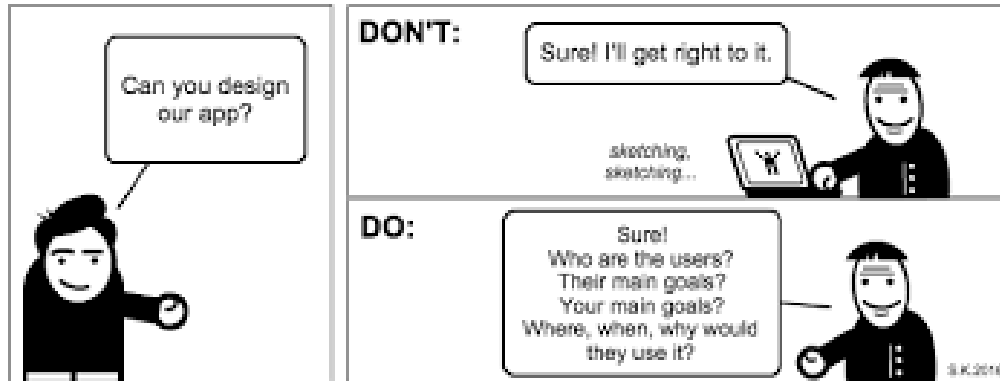 Can you design
our app?
DON'T:
Sure! I'll get right to it.
sketching,
sketching...
DO:
Sure!
Who are the users?
Their main goals?
Your main goals?
Where, when, why would
they use it?
S.K.2016